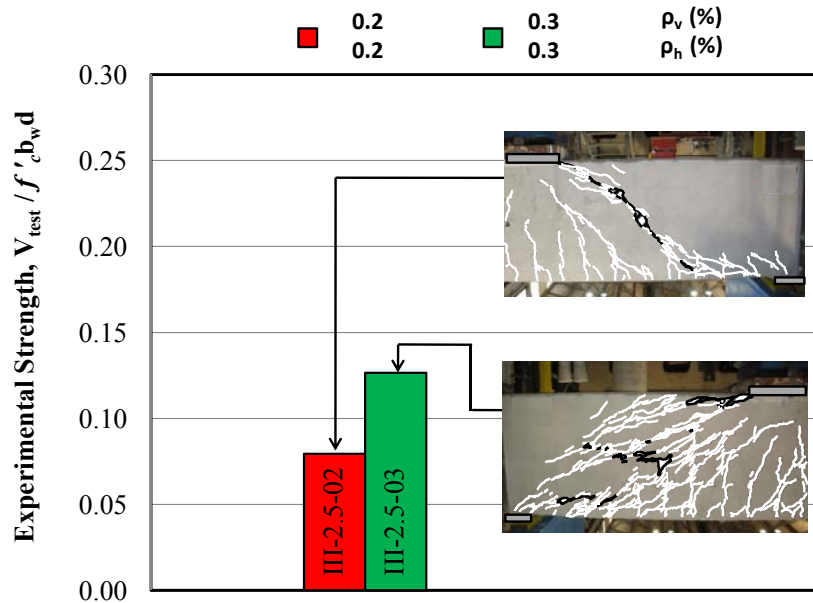 0.2 0.3 ρv (%)
0.2 0.3 ρh (%)
0.30
0.25
0.20
0.15
0.10
0.05
0.00
Experimental Strength, Vtest / f′c bw d
III-2.5-02
III-2.5-03